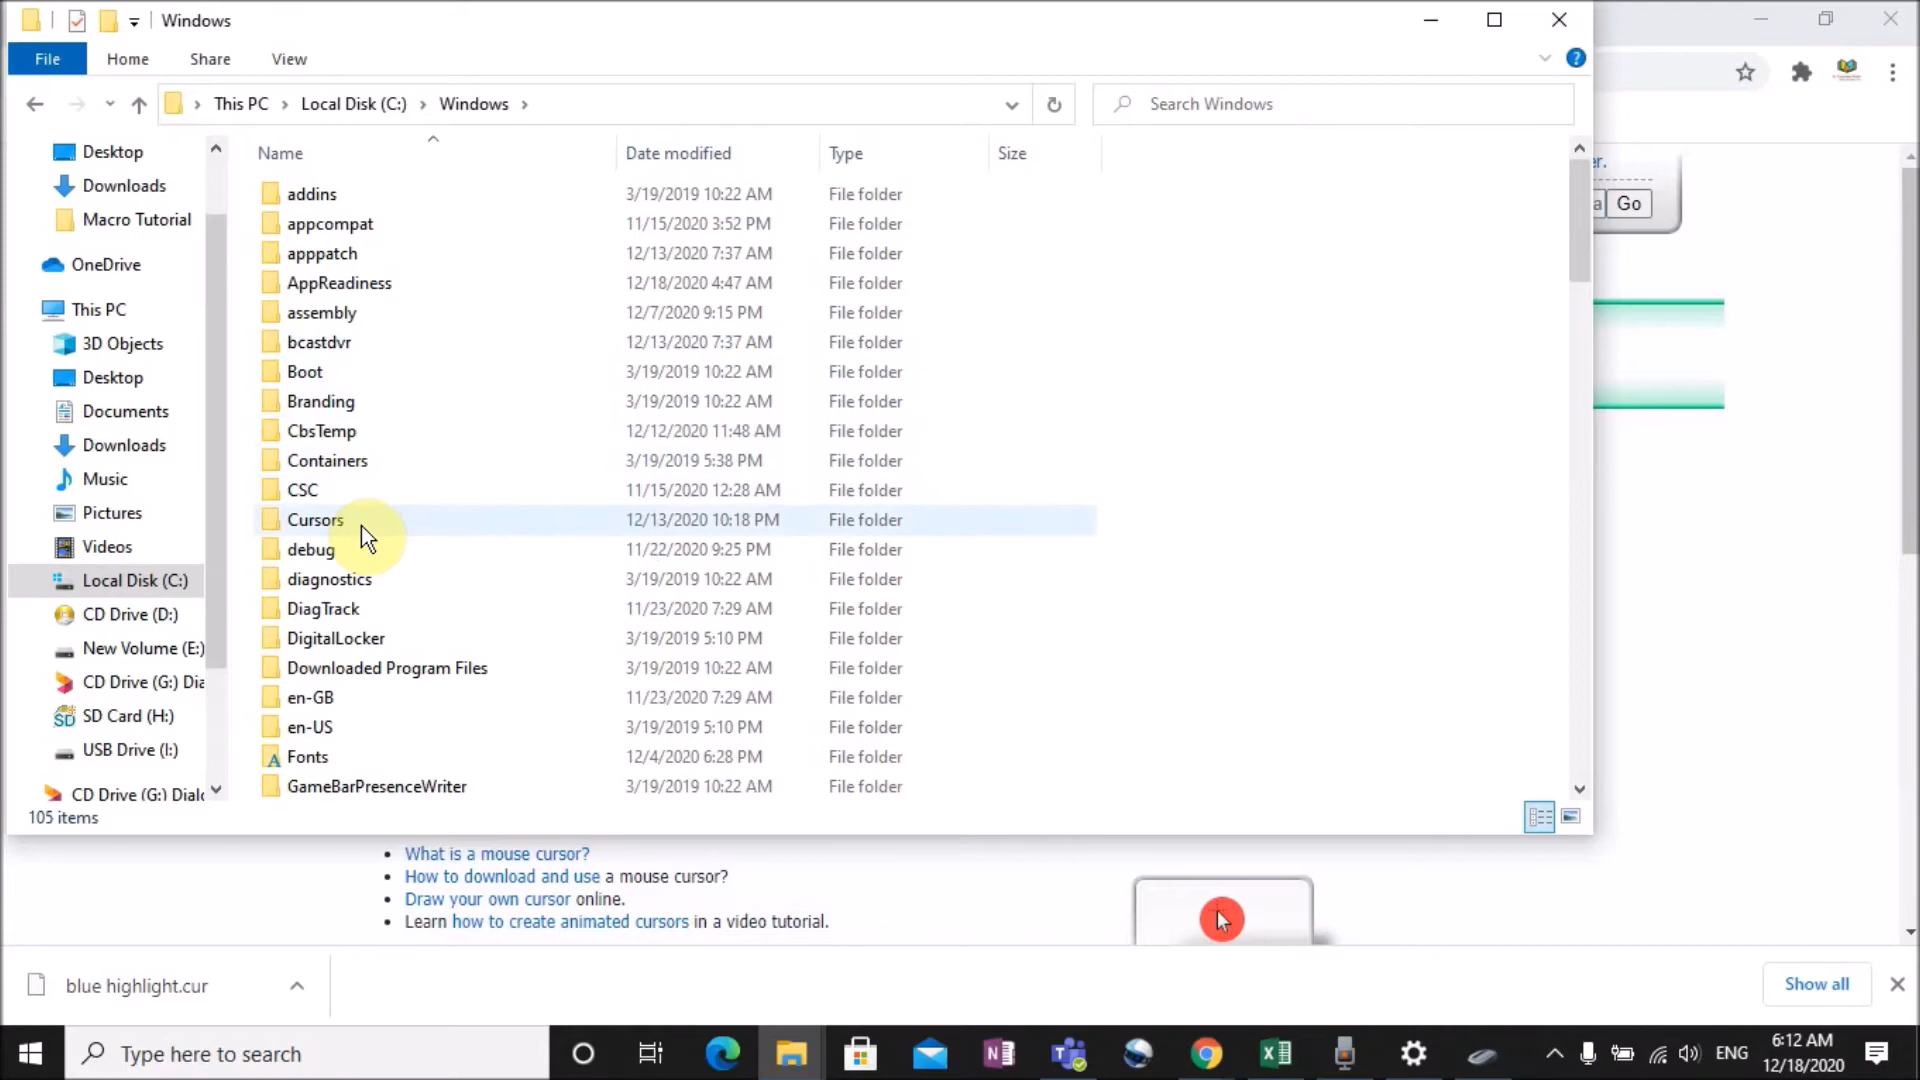 Windows
File Home Share View
This PC Local Disk (C:) Windows
Search Windows
Name Date modified Type Size
Desktop
Downloads
Macro Tutorial
OneDrive
This PC
3D Objects
Desktop
Documents
Downloads
Music
Pictures
Videos
Local Disk (C:)
CD Drive (D:)
New Volume (E:)
CD Drive (G:) Dia
SD Card (H:)
USB Drive (I:)
CD Drive (G:) Dialo
addins 3/19/2019 10:22 AM File folder
appcompat 11/15/2020 3:52 PM File folder
apppatch 12/13/2020 7:37 AM File folder
AppReadiness 12/18/2020 4:47 AM File folder
assembly 12/7/2020 9:15 PM File folder
bcastdvr 12/13/2020 7:37 AM File folder
Boot 3/19/2019 10:22 AM File folder
Branding 3/19/2019 10:22 AM File folder
CbsTemp 12/12/2020 11:48 AM File folder
Containers 3/19/2019 5:38 PM File folder
CSC 11/15/2020 12:28 AM File folder
Cursors 12/13/2020 10:18 PM File folder
debug 11/22/2020 9:25 PM File folder
diagnostics 3/19/2019 10:22 AM File folder
DiagTrack 11/23/2020 7:29 AM File folder
DigitalLocker 3/19/2019 5:10 PM File folder
Downloaded Program Files 3/19/2019 10:22 AM File folder
en-GB 11/23/2020 7:29 AM File folder
en-US 3/19/2019 5:10 PM File folder
Fonts 12/4/2020 6:28 PM File folder
GameBarPresenceWriter 3/19/2019 10:22 AM File folder
105 items
er.
a Go
What is a mouse cursor?
How to download and use a mouse cursor?
Draw your own cursor online.
Learn how to create animated cursors in a video tutorial.
blue highlight.cur
Show all
Type here to search
ENG
6:12 AM
12/18/2020